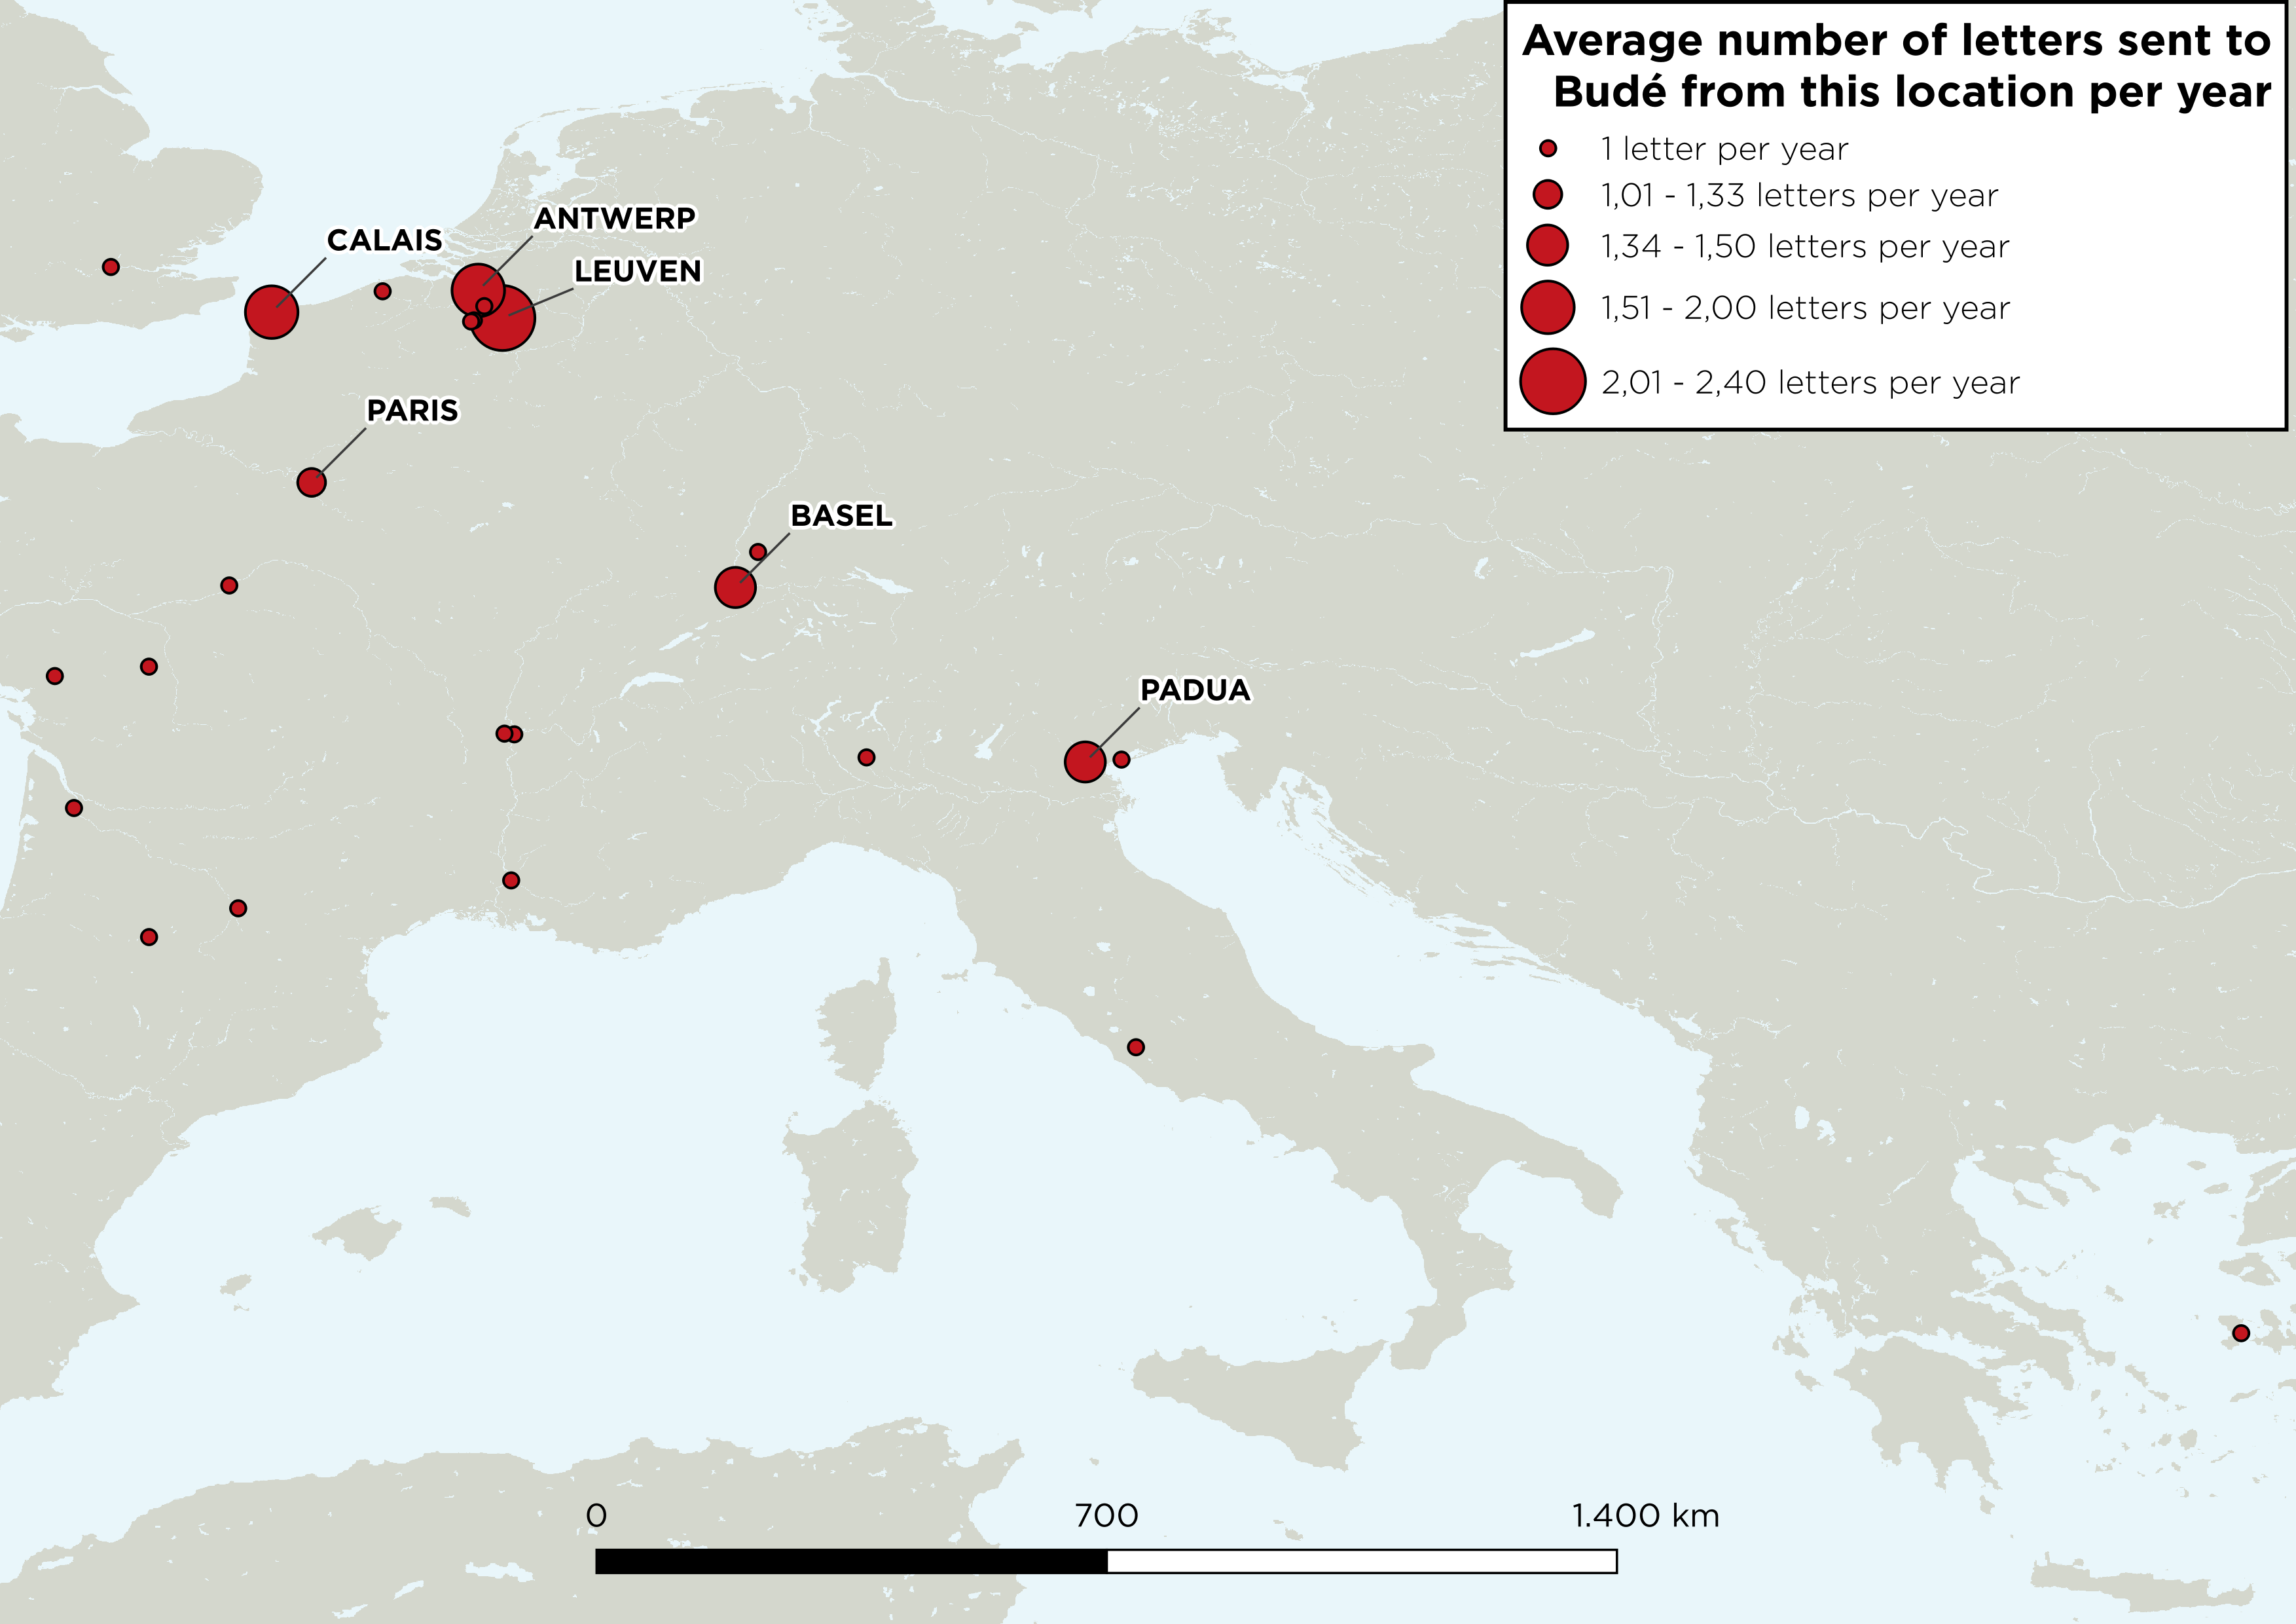 Average number of letters sent to
Budé from this location per year
1 letter per year
1,01 - 1,33 letters per year
1,34 - 1,50 letters per year
1,51 - 2,00 letters per year
2,01 - 2,40 letters per year
ANTWERP
CALAIS
LEUVEN
PARIS
BASEL
PADUA
0 700 1.400 km